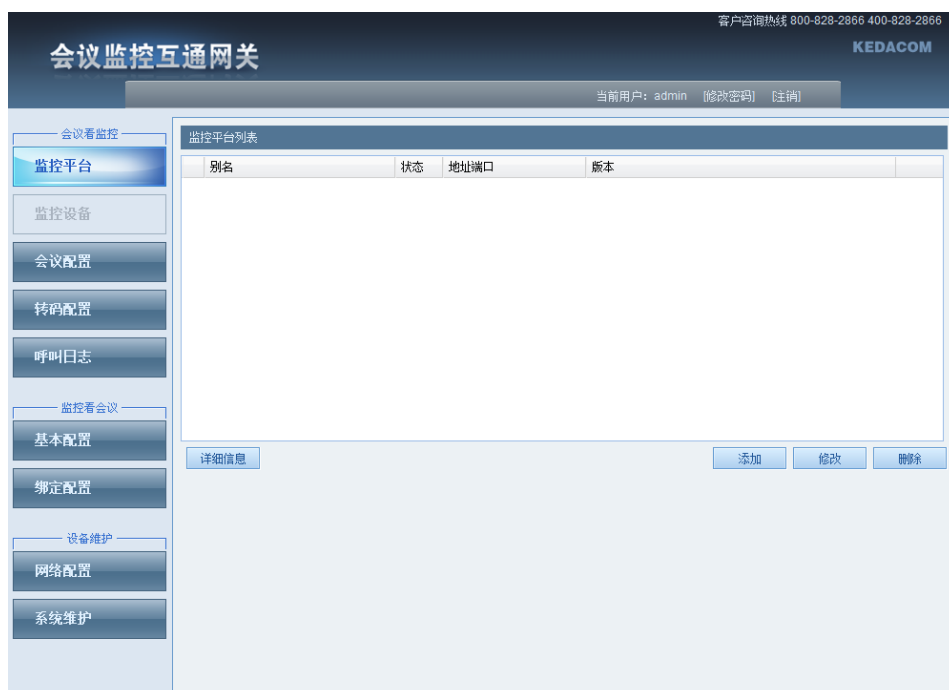 客户咨询热线 800-828-2866 400-828-2866
会议监控互通网关
KEDACOM
当前用户：admin [修改密码] [注销]
会议看监控
监控平台
监控设备
会议配置
转码配置
呼叫日志
监控看会议
基本配置
绑定配置
设备维护
网络配置
系统维护
监控平台列表
别名 状态 地址端口 版本
详细信息 添加 修改 删除